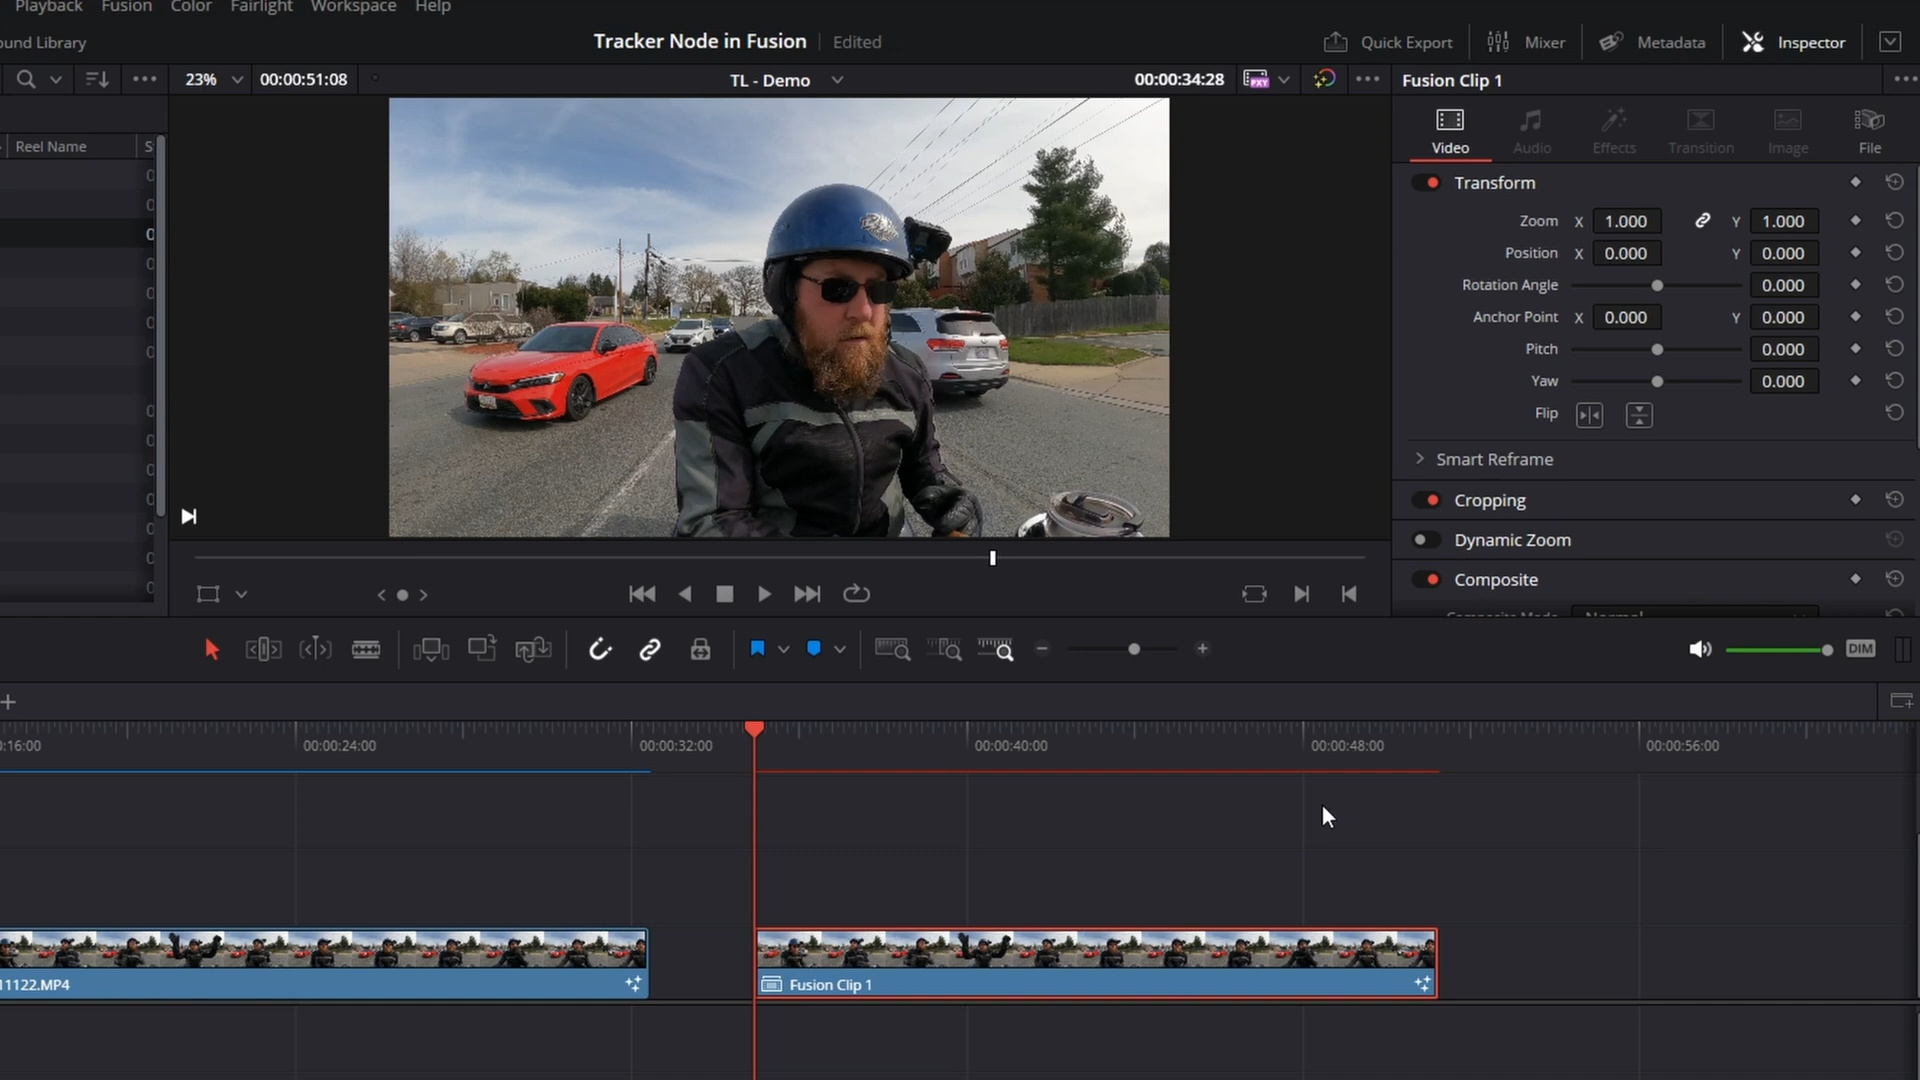 Playback Fusion Color Fairlight Workspace Help
ound Library
Tracker Node in Fusion Edited
Quick Export Mixer Metadata Inspector
23% 00:00:51:08 TL - Demo 00:00:34:28 PXY
Fusion Clip 1
Reel Name S
Video Audio Effects Transition Image File
Transform
Zoom X 1.000 Y 1.000
Position X 0.000 Y 0.000
Rotation Angle 0.000
Anchor Point X 0.000 Y 0.000
Pitch 0.000
Yaw 0.000
Flip
Smart Reframe
Cropping
Dynamic Zoom
Composite
Composite Mode Normal
DIM
0:16:00 00:00:24:00 00:00:32:00 00:00:40:00 00:00:48:00 00:00:56:00
11122.MP4
Fusion Clip 1